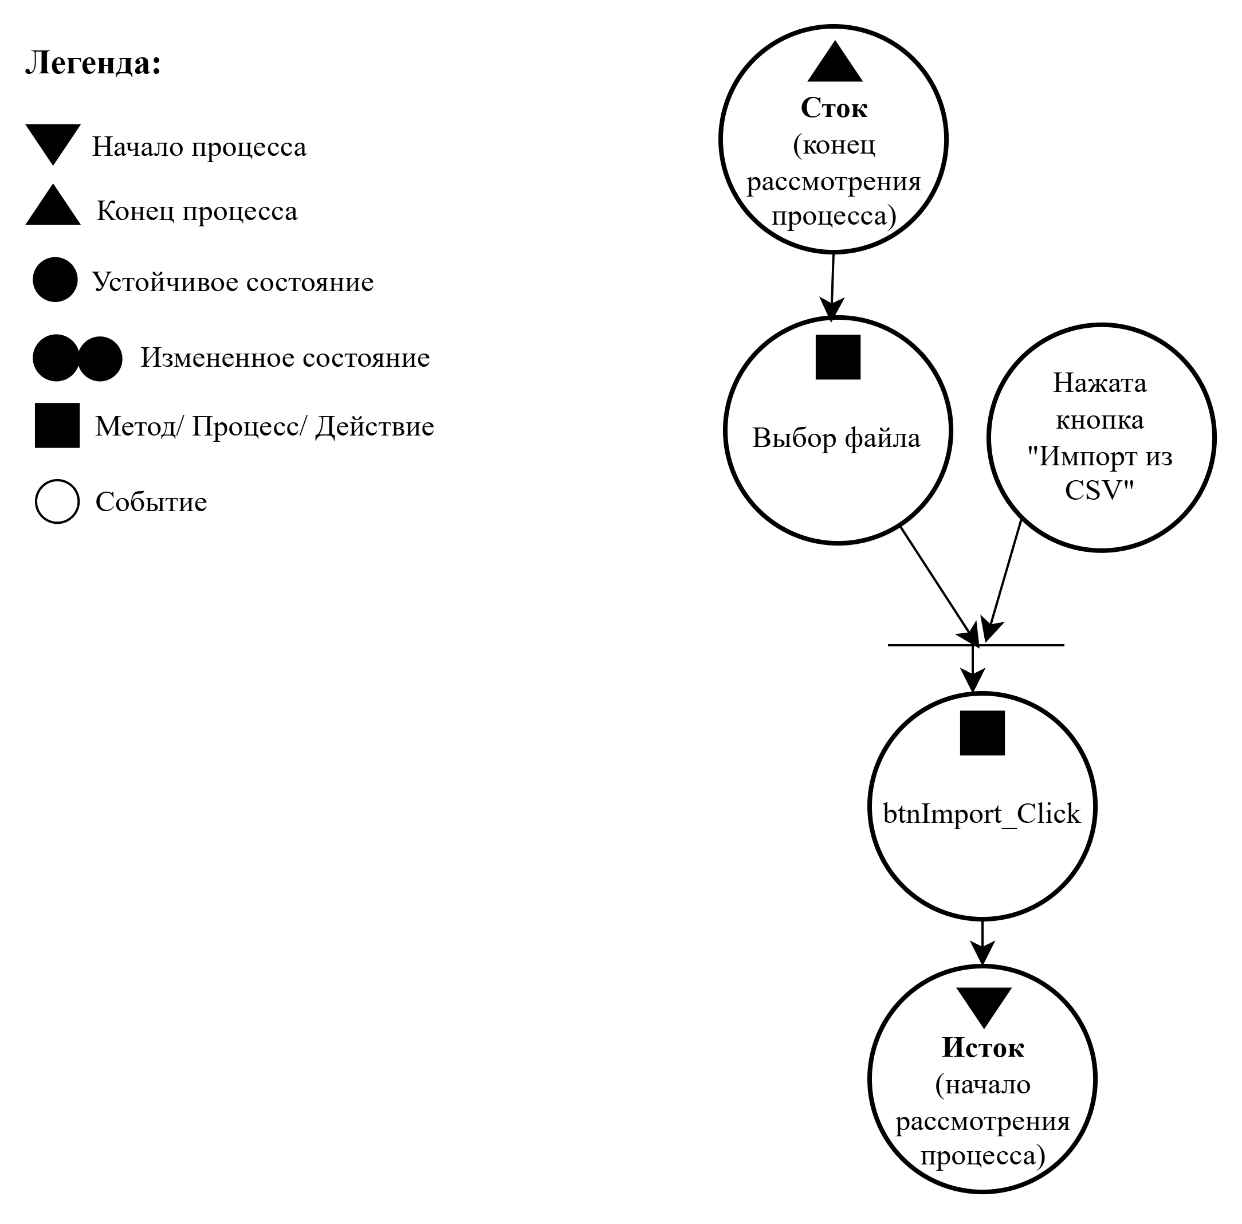 Легенда:
Начало процесса
Конец процесса
Устойчивое состояние
Измененное состояние
Метод/ Процесс/ Действие
Событие
Сток
(конец
рассмотрения
процесса)
Выбор файла
Нажата
кнопка
"Импорт из
CSV"
btnImport_Click
Исток
(начало
рассмотрения
процесса)